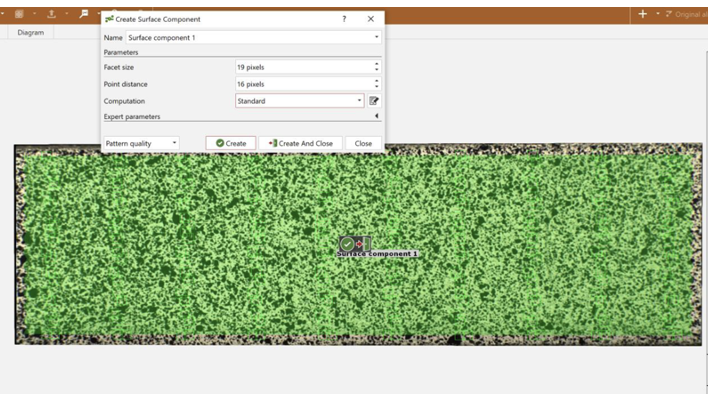 Create Surface Component ? ×
Original al
Diagram
Name Surface component 1
Parameters
Facet size 19 pixels
Point distance 16 pixels
Computation Standard
Expert parameters
Pattern quality Create Create And Close Close
Surface component 1